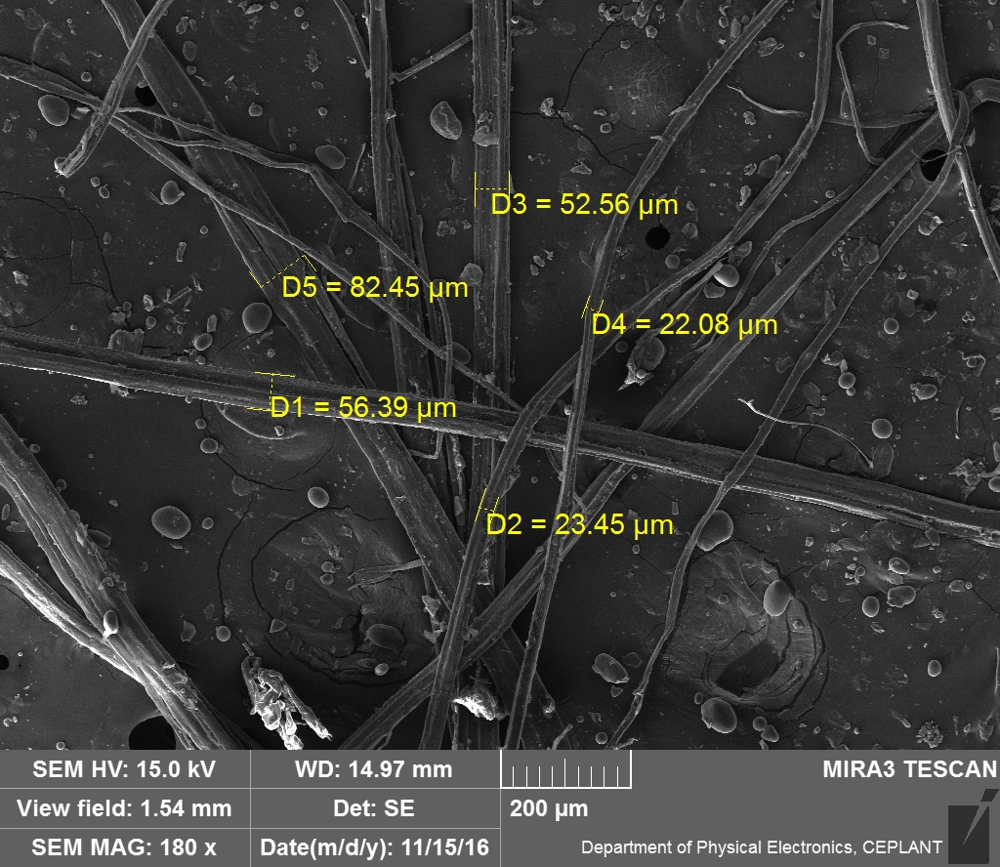 D3 = 52.56 µm
D5 = 82.45 µm
D4 = 22.08 µm
D1 = 56.39 µm
D2 = 23.45 µm
SEM HV: 15.0 kV
WD: 14.97 mm
MIRA3 TESCAN
View field: 1.54 mm
Det: SE
200 µm
SEM MAG: 180 x
Date(m/d/y): 11/15/16
Department of Physical Electronics, CEPLANT